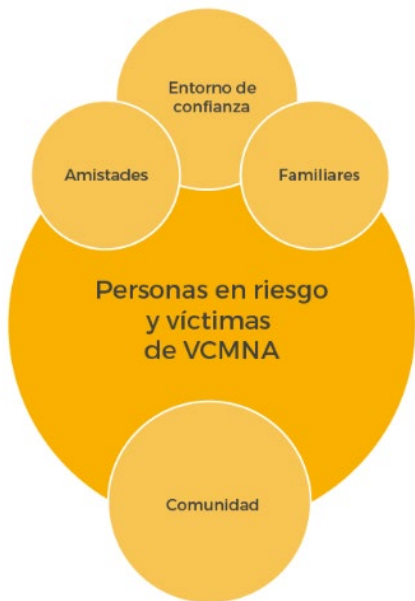 Entorno de
confianza
Amistades
Familiares
Personas en riesgo
y víctimas
de VCMNA
Comunidad